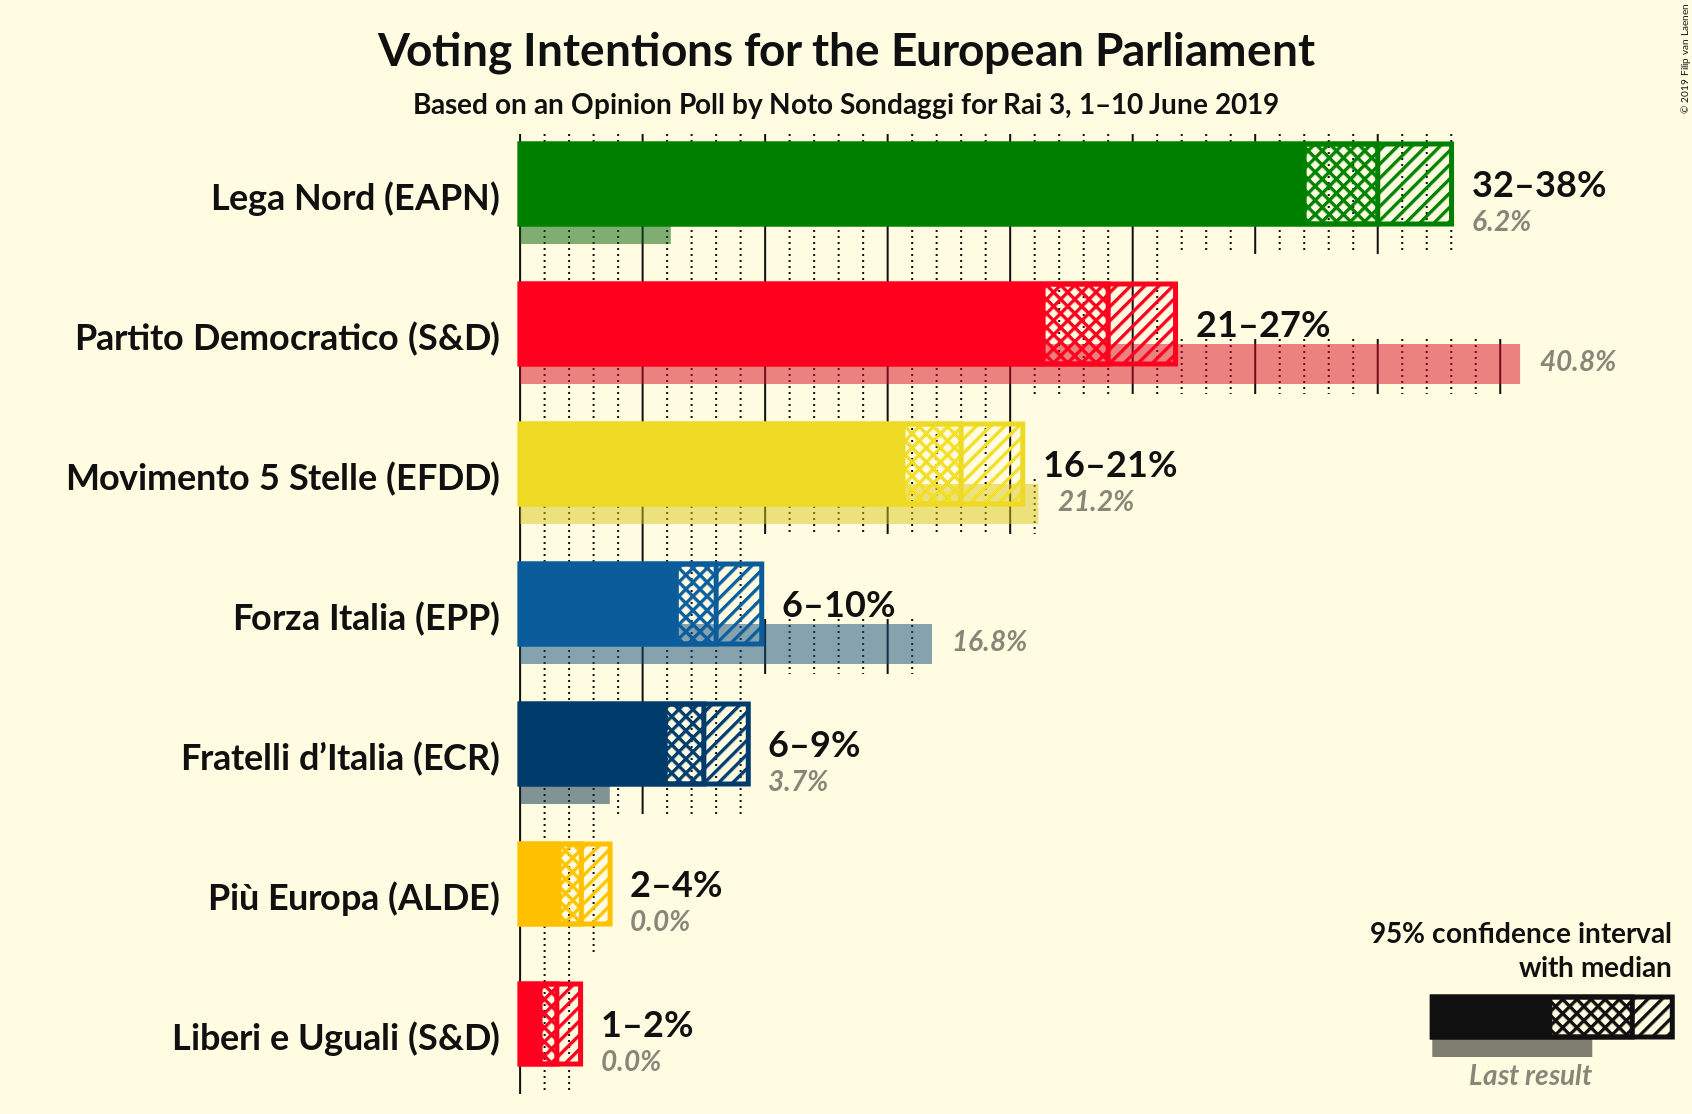 Voting Intentions for the European Parliament
Based on an Opinion Poll by Noto Sondaggi for Rai 3, 1–10 June 2019
© 2019 Filip van Laenen
Lega Nord (EAPN)
32–38%
6.2%
Partito Democratico (S&D)
21–27%
40.8%
Movimento 5 Stelle (EFDD)
16–21%
21.2%
Forza Italia (EPP)
6–10%
16.8%
Fratelli d’Italia (ECR)
6–9%
3.7%
Più Europa (ALDE)
2–4%
0.0%
Liberi e Uguali (S&D)
1–2%
0.0%
95% confidence interval
with median
Last result